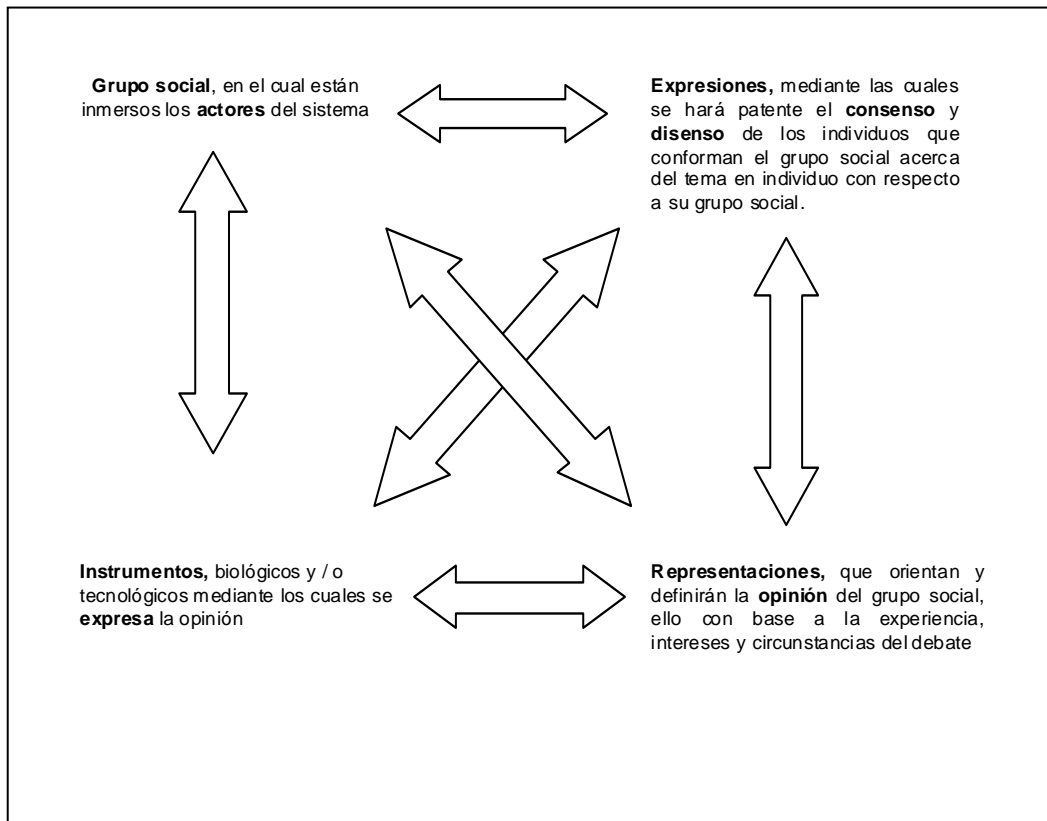 Grupo social, en el cual están
inmersos los actores del sistema
Expresiones, mediante las cuales
se hará patente el consenso y
disenso de los individuos que
conforman el grupo social acerca
del tema en individuo con respecto
a su grupo social.
Instrumentos, biológicos y / o
tecnológicos mediante los cuales se
expresa la opinión
Representaciones, que orientan y
definirán la opinión del grupo social,
ello con base a la experiencia,
intereses y circunstancias del debate